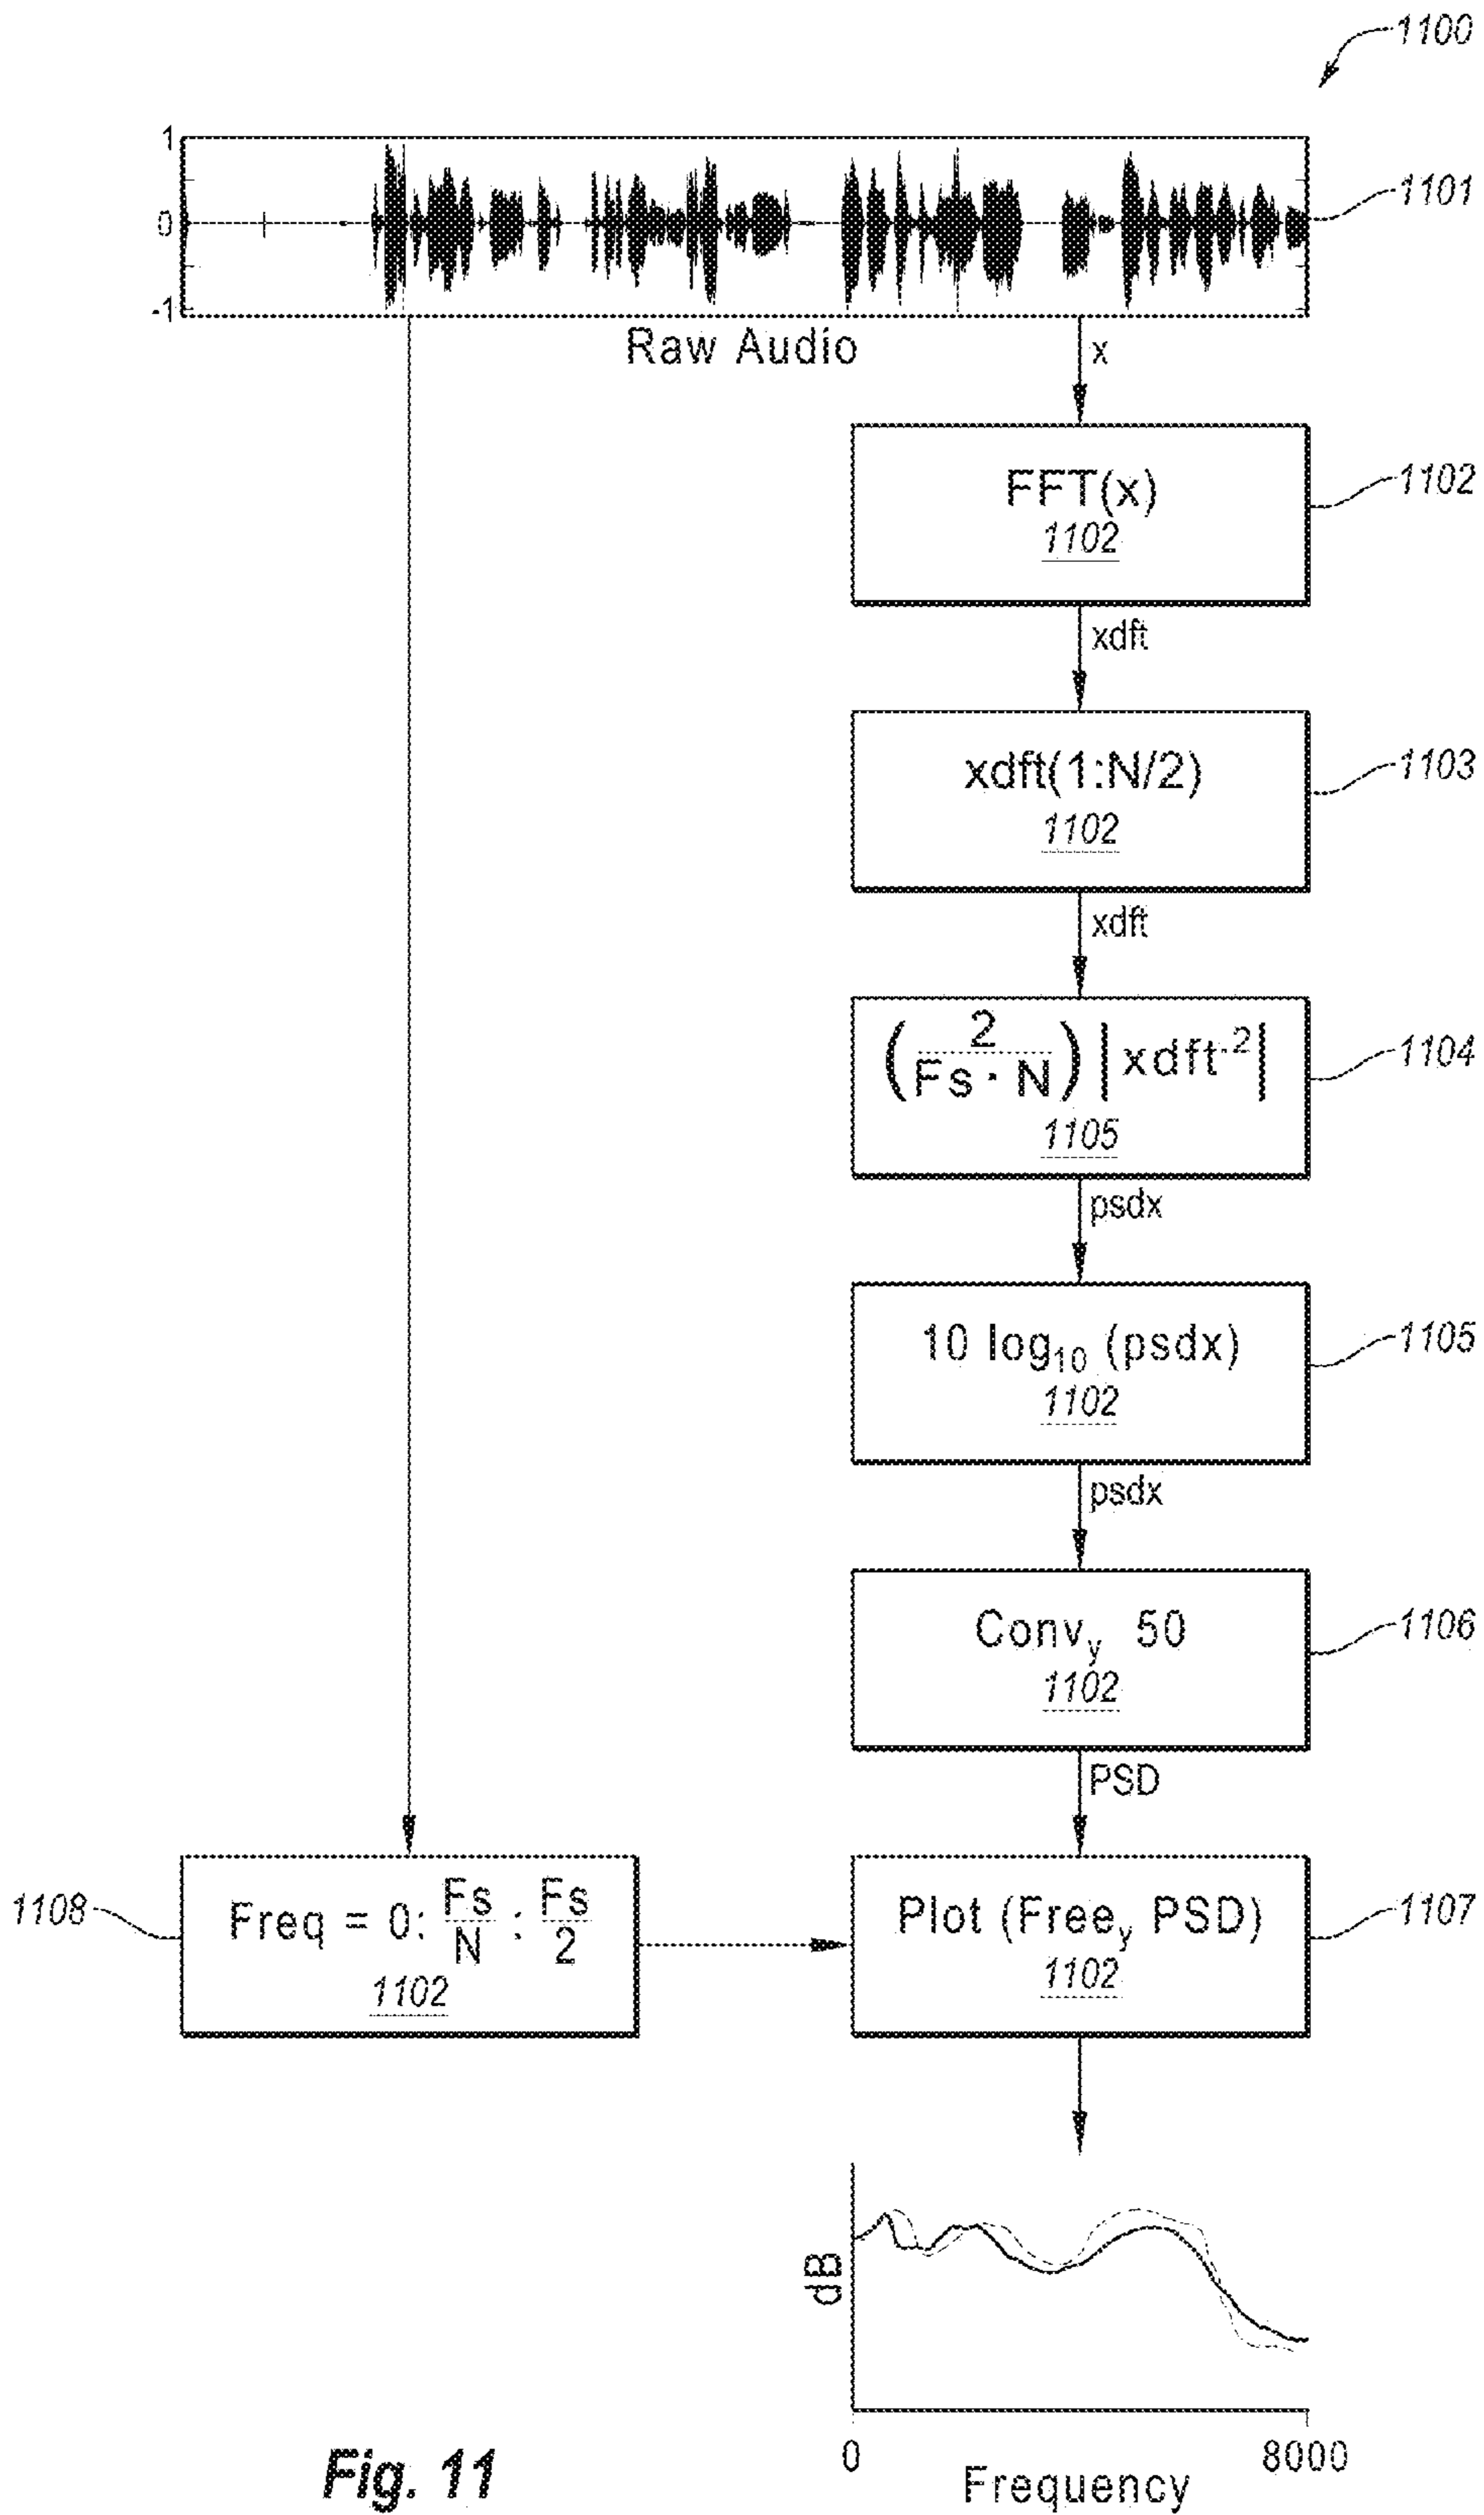 1100
1
0
-1
1101
Raw Audio
x
FFT(x)
1102
1102
xdft
xdft(1:N/2)
1102
1103
xdft
(2/Fs · N)|xdft·2|
1105
1104
psdx
10 log10 (psdx)
1102
1105
psdx
Convy 50
1102
1106
PSD
1108
Freq = 0: Fs/N : Fs/2
1102
Plot (Freey PSD)
1102
1107
dB
0
8000
Frequency
Fig. 11